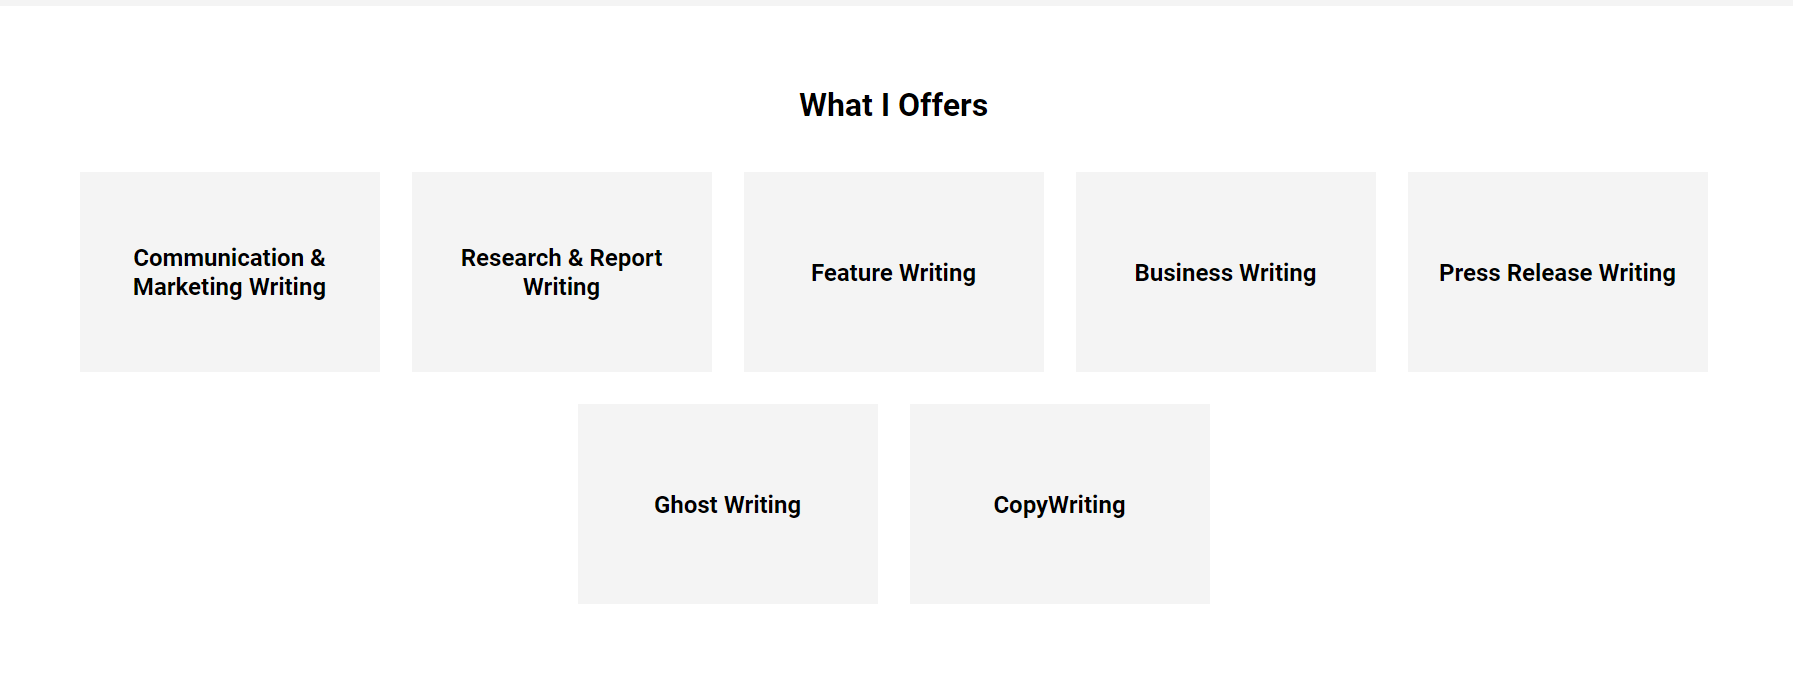 What I Offers
Communication &
Marketing Writing
Research & Report
Writing
Feature Writing
Business Writing
Press Release Writing
Ghost Writing
CopyWriting